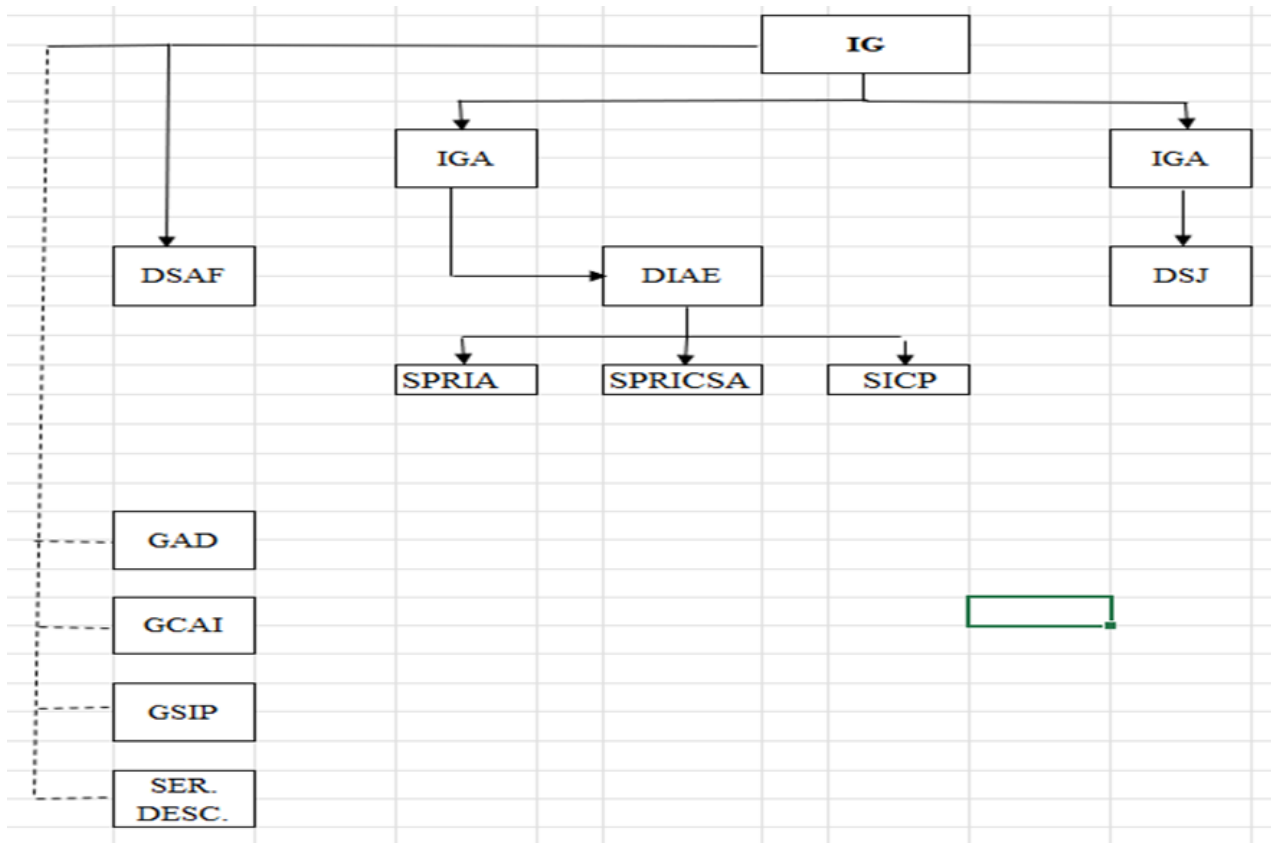 IG
IGA
IGA
DSAF
DIAE
DSJ
SPRIA
SPRICSA
SICP
GAD
GCAI
GSIP
SER.
DESC.